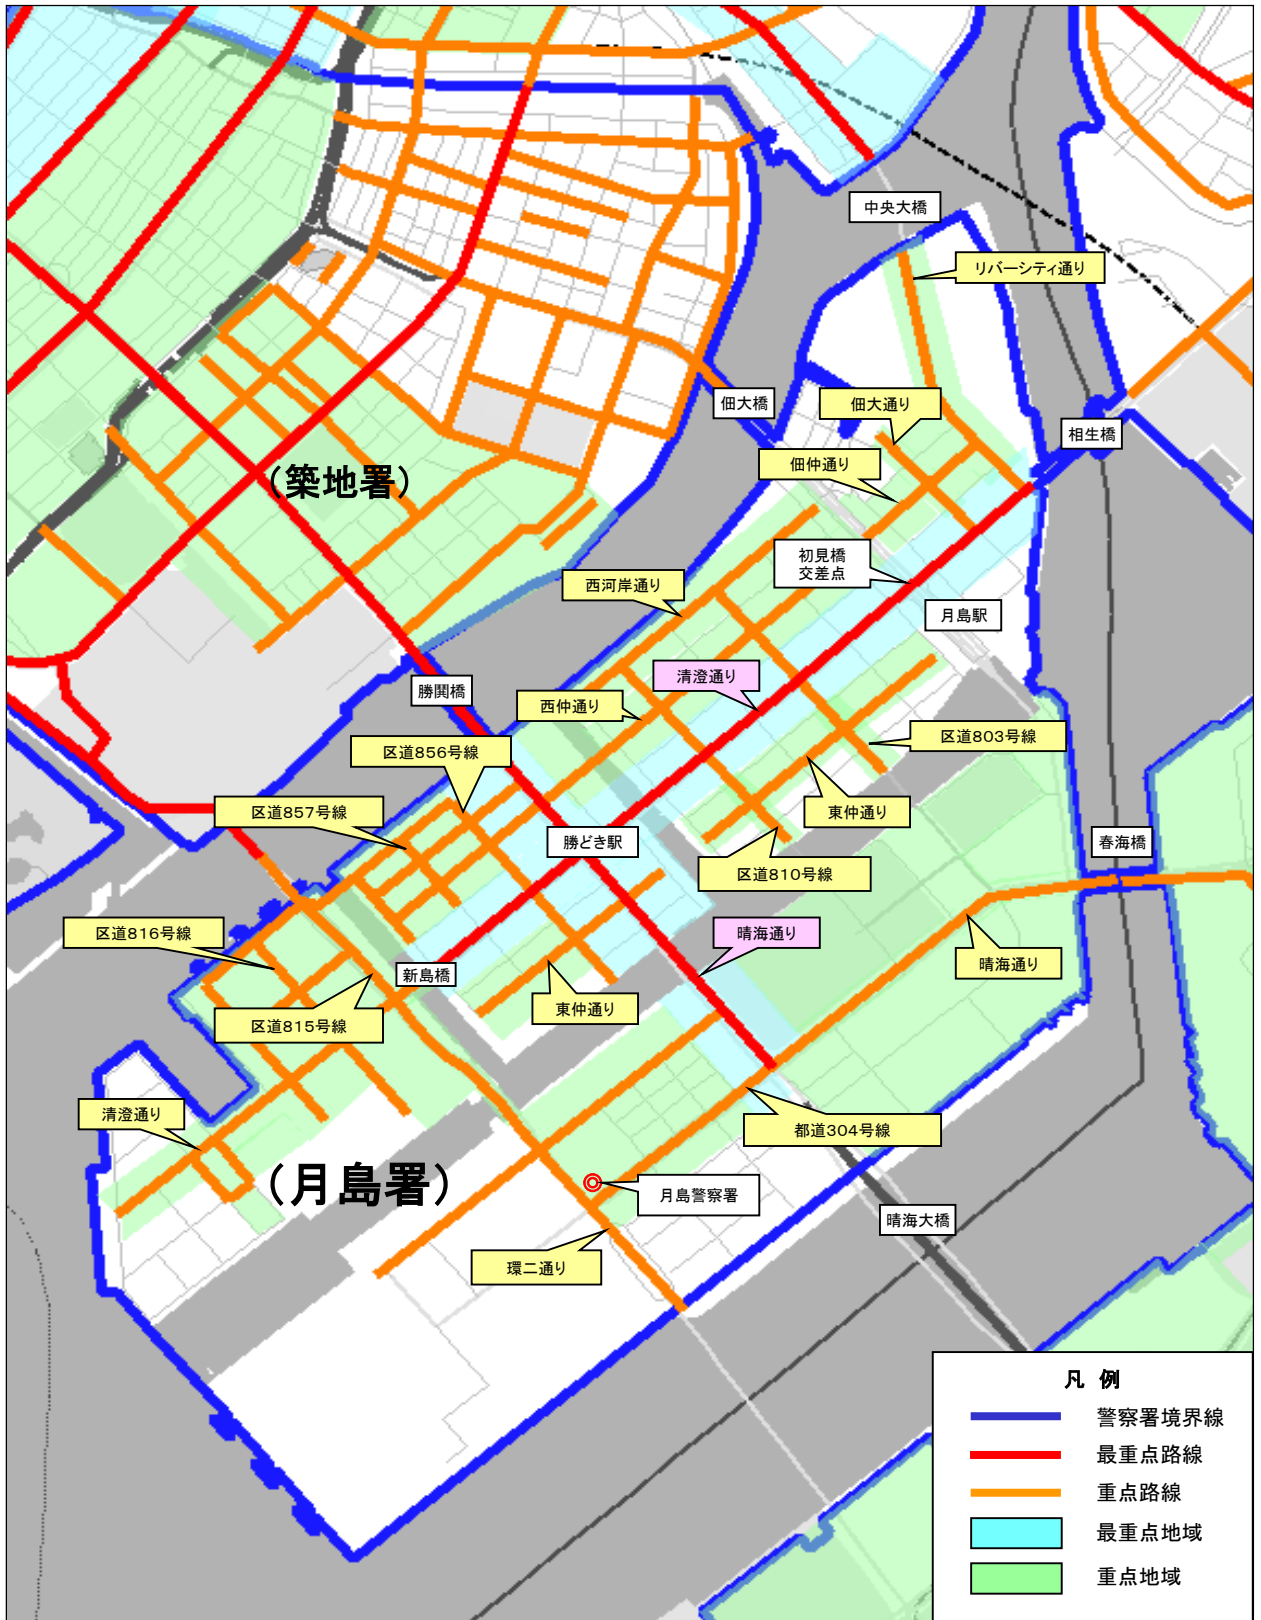 中央大橋
リバーシティ通り
佃大橋
佃大通り
相生橋
佃仲通り
（築地署）
初見橋
交差点
西河岸通り
月島駅
清澄通り
勝鬨橋
西仲通り
区道803号線
区道856号線
東仲通り
区道857号線
勝どき駅
春海橋
区道810号線
区道816号線
晴海通り
晴海通り
新島橋
東仲通り
区道815号線
清澄通り
都道304号線
（月島署）
月島警察署
晴海大橋
環二通り
凡 例
警察署境界線
最重点路線
重点路線
最重点地域
重点地域